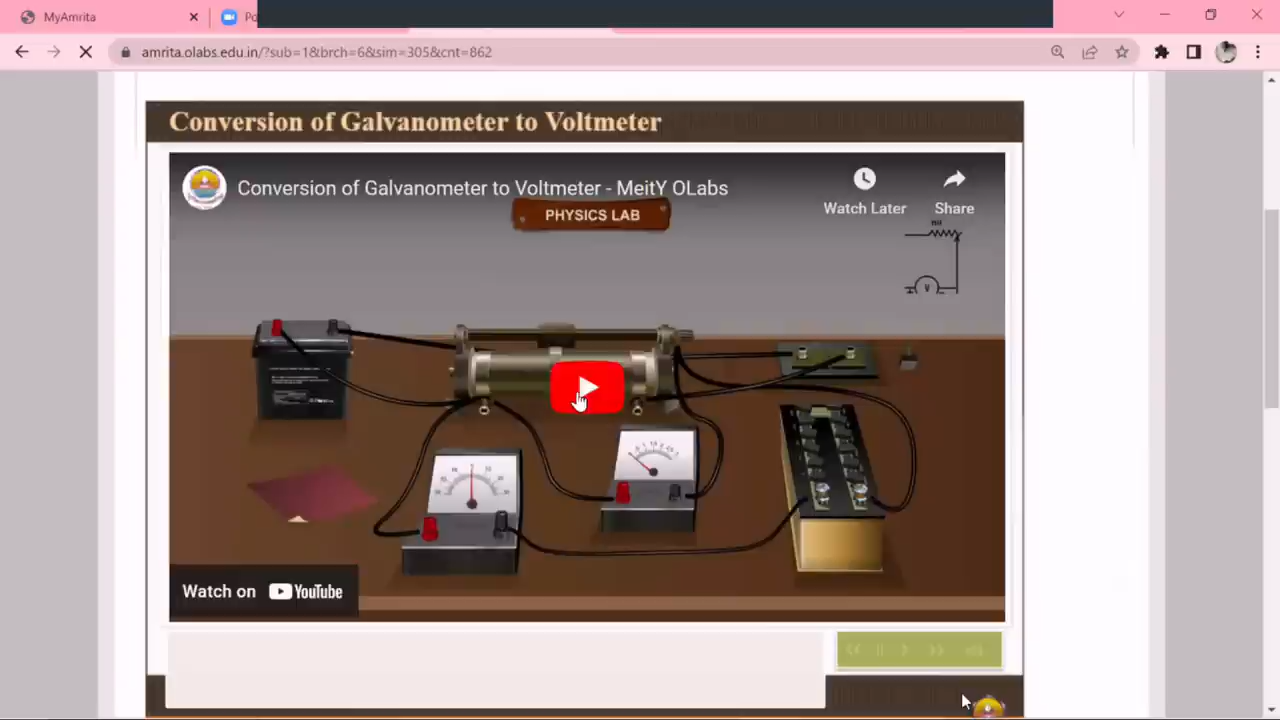 MyAmrita
Po
amrita.olabs.edu.in/?sub=1&brch=6&sim=305&cnt=862
Conversion of Galvanometer to Voltmeter
Conversion of Galvanometer to Voltmeter - MeitY OLabs
Watch Later
Share
PHYSICS LAB
V
Watch on YouTube